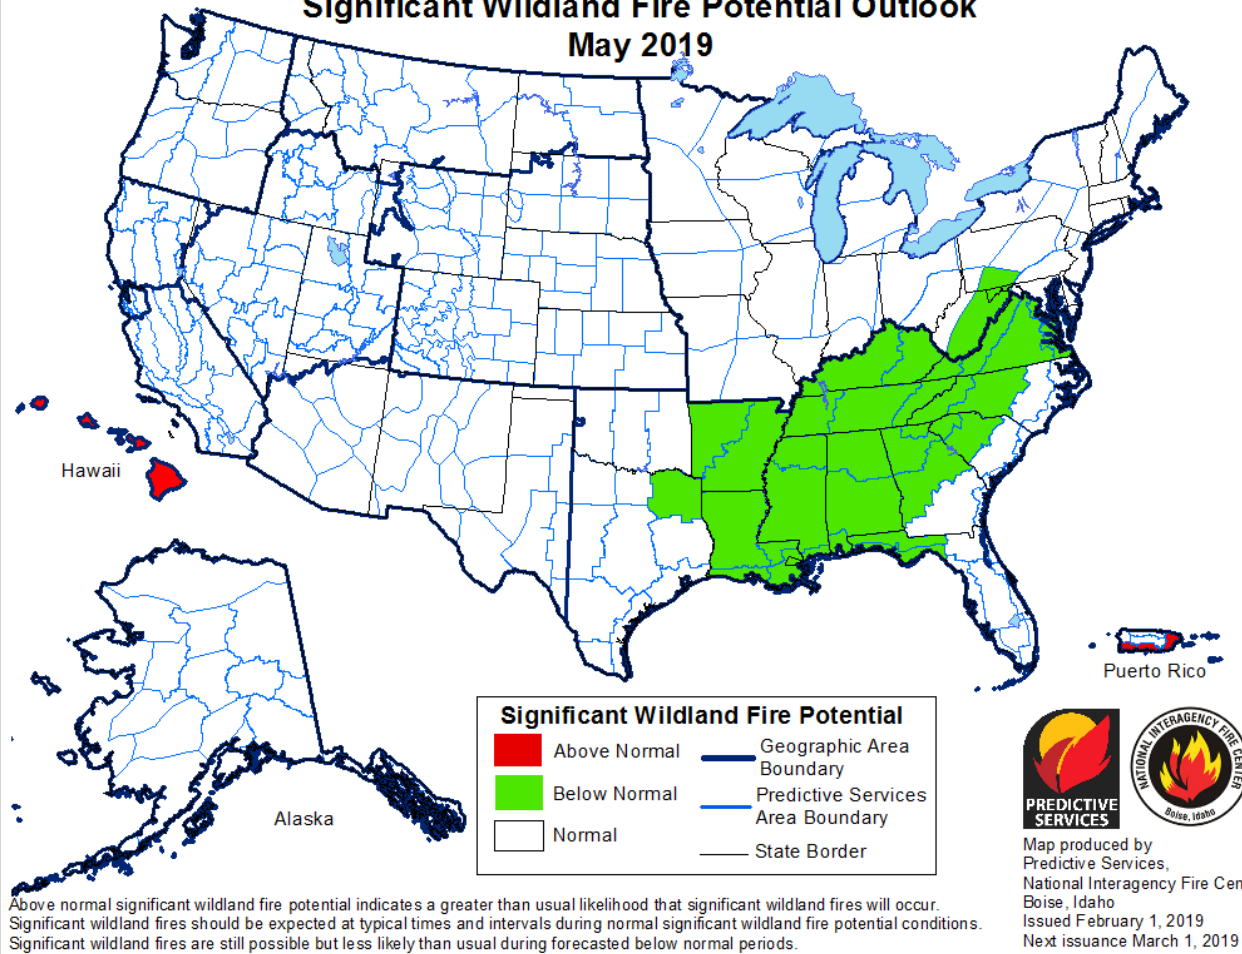 Significant Wildland Fire Potential Outlook
May 2019
Hawaii
Alaska
Puerto Rico
Significant Wildland Fire Potential
Above Normal
Below Normal
Normal
Geographic Area
Boundary
Predictive Services
Area Boundary
State Border
PREDICTIVE
SERVICES
NATIONAL INTERAGENCY FIRE CENTER
Boise, Idaho
Map produced by
Predictive Services,
National Interagency Fire Cen
Boise, Idaho
Issued February 1, 2019
Next issuance March 1, 2019
Above normal significant wildland fire potential indicates a greater than usual likelihood that significant wildland fires will occur.
Significant wildland fires should be expected at typical times and intervals during normal significant wildland fire potential conditions.
Significant wildland fires are still possible but less likely than usual during forecasted below normal periods.